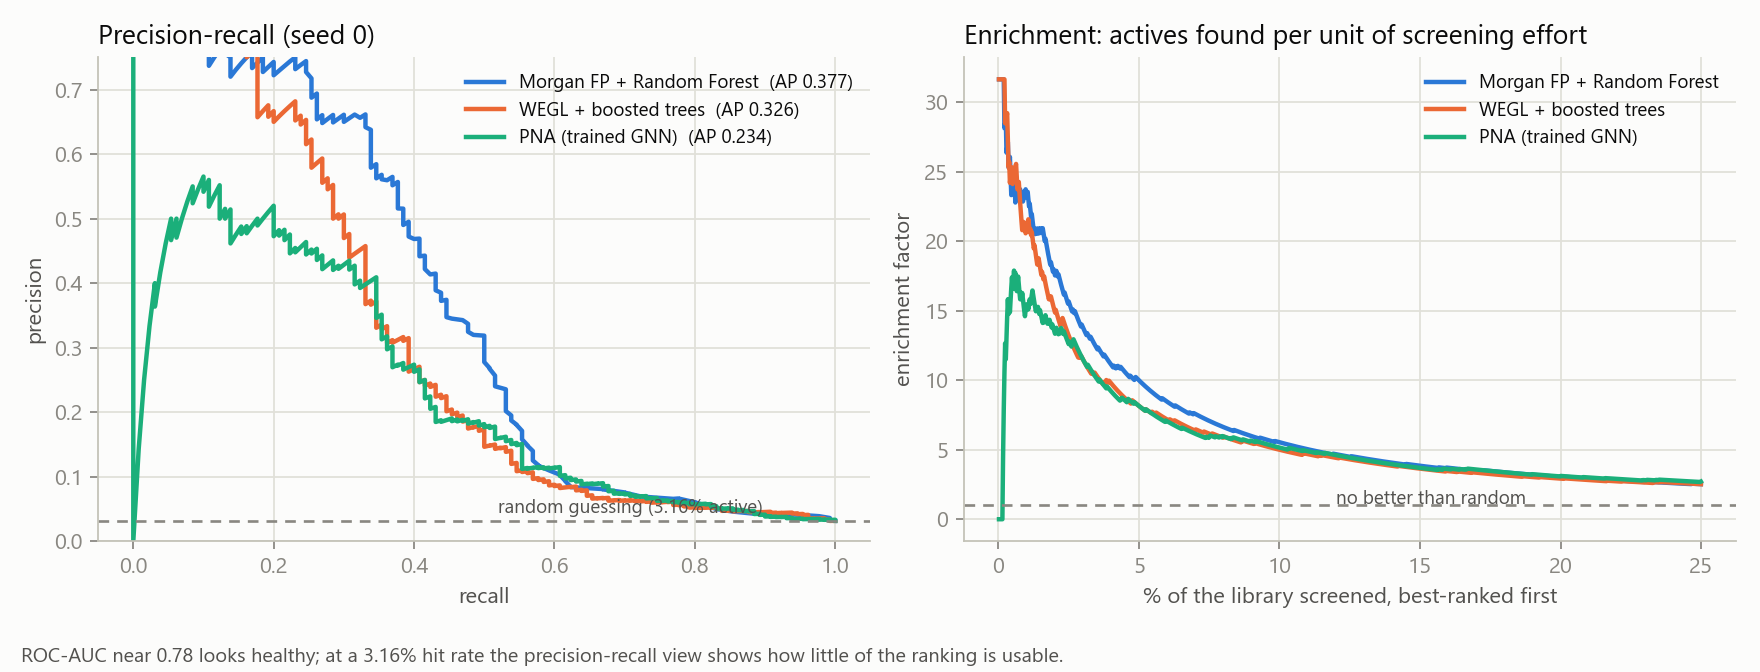 Precision-recall (seed 0)
0.7
0.6
0.5
0.4
0.3
0.2
0.1
0.0
precision
Morgan FP + Random Forest (AP 0.377)
WEGL + boosted trees (AP 0.326)
PNA (trained GNN) (AP 0.234)
random guessing (3.16% active)
0.0 0.2 0.4 0.6 0.8 1.0
recall
Enrichment: actives found per unit of screening effort
30
25
20
15
10
5
0
enrichment factor
Morgan FP + Random Forest
WEGL + boosted trees
PNA (trained GNN)
no better than random
0 5 10 15 20 25
% of the library screened, best-ranked first
ROC-AUC near 0.78 looks healthy; at a 3.16% hit rate the precision-recall view shows how little of the ranking is usable.